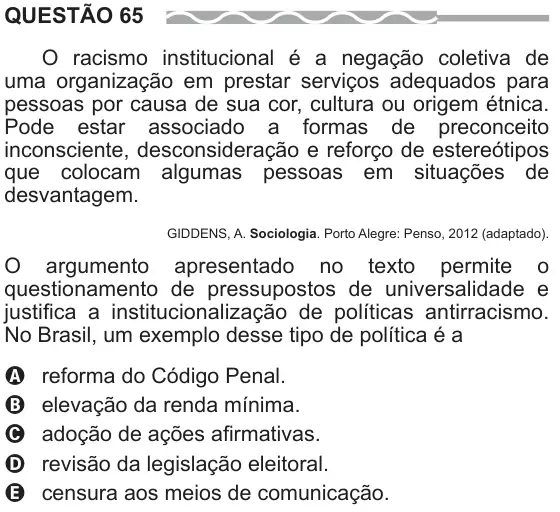 QUESTÃO 65
O racismo institucional é a negação coletiva de
uma organização em prestar serviços adequados para
pessoas por causa de sua cor, cultura ou origem étnica.
Pode estar associado a formas de preconceito
inconsciente, desconsideração e reforço de estereótipos
que colocam algumas pessoas em situações de
desvantagem.
GIDDENS, A. Sociologia. Porto Alegre: Penso, 2012 (adaptado).
O argumento apresentado no texto permite o
questionamento de pressupostos de universalidade e
justifica a institucionalização de políticas antirracismo.
No Brasil, um exemplo desse tipo de política é a
A reforma do Código Penal.
B elevação da renda mínima.
C adoção de ações afirmativas.
D revisão da legislação eleitoral.
E censura aos meios de comunicação.